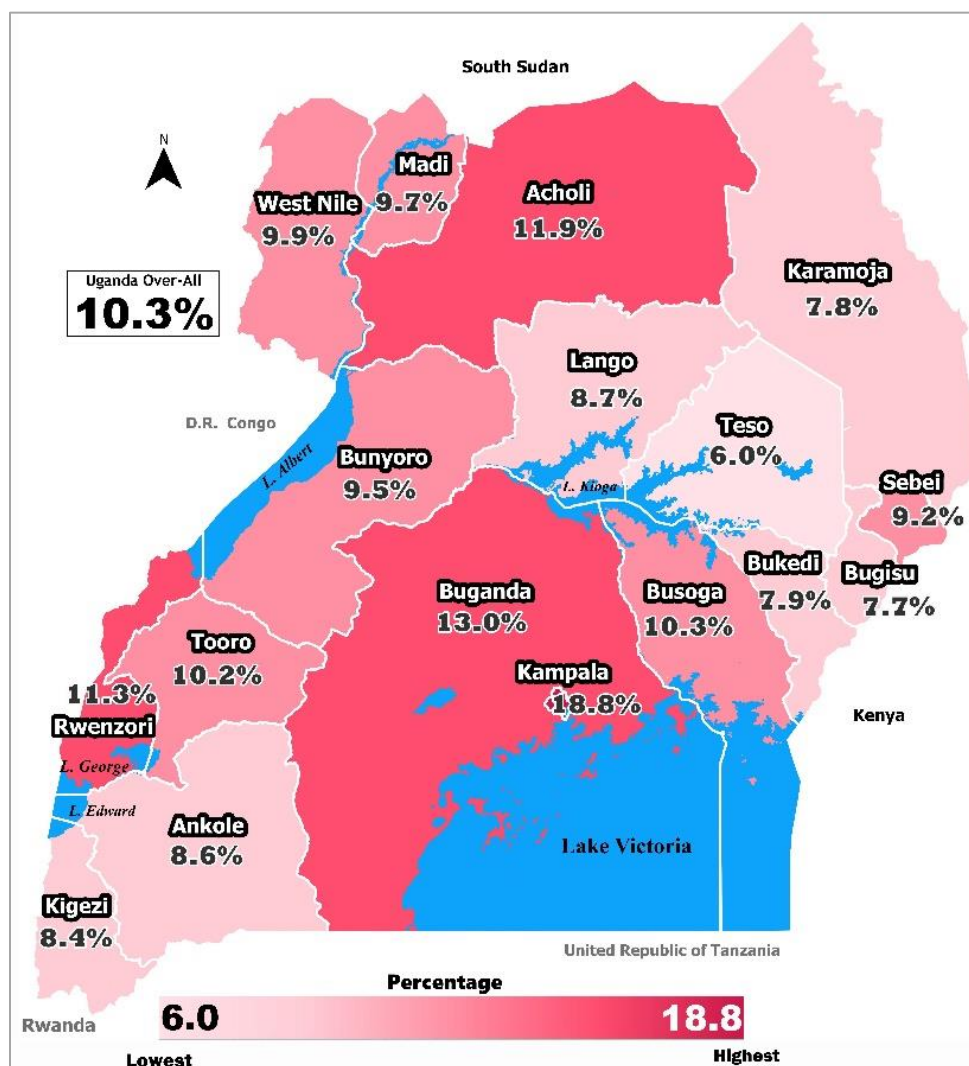 South Sudan
N
Madi
9.7%
West Nile
9.9%
Acholi
11.9%
Karamoja
7.8%
Uganda Over-All
10.3%
Lango
8.7%
D.R. Congo
L. Albert
Bunyoro
9.5%
Teso
6.0%
L. Kioga
Sebei
9.2%
Bukedi
7.9%
Bugisu
7.7%
Buganda
13.0%
Busoga
10.3%
Tooro
10.2%
Kampala
18.8%
11.3%
Rwenzori
Kenya
L. George
L. Edward
Ankole
8.6%
Lake Victoria
Kigezi
8.4%
United Republic of Tanzania
Percentage
6.0
18.8
Rwanda
Lowest
Highest